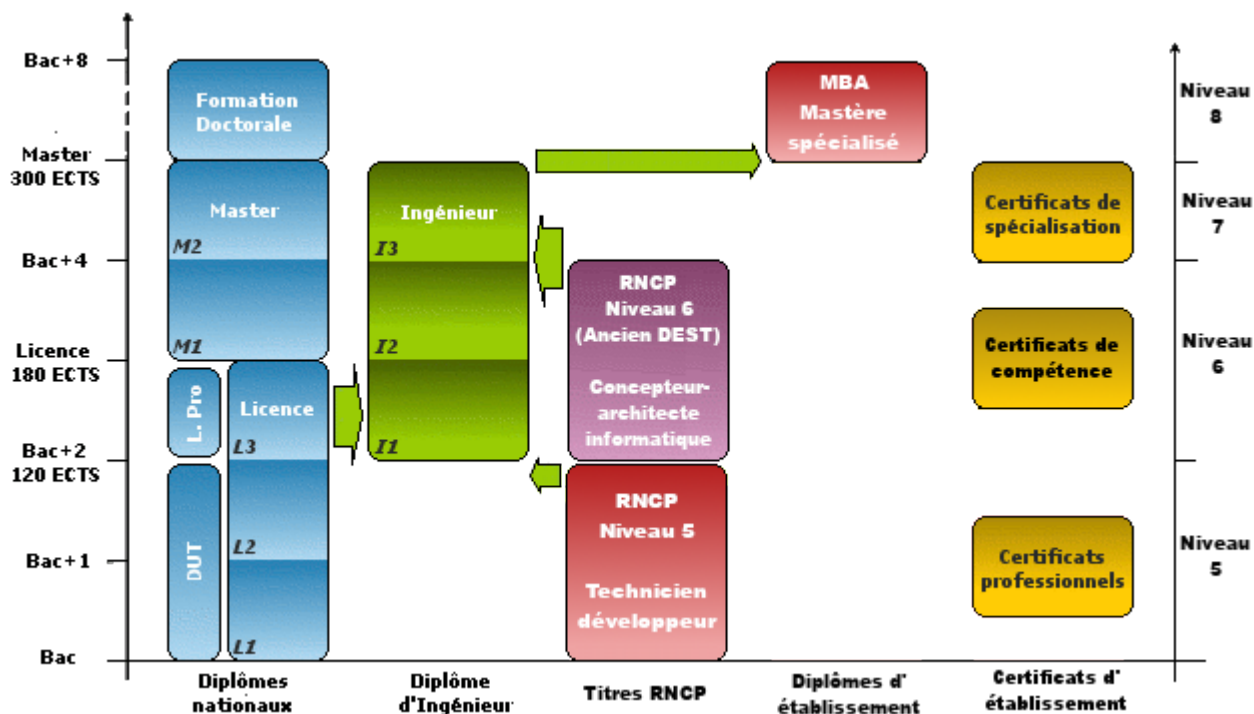 Bac+8
Master
300 ECTS
Bac+4
Licence
180 ECTS
Bac+2
120 ECTS
Bac+1
Bac
Formation
Doctorale
Master
M2
M1
L. Pro
Licence
L3
DUT
L2
L1
Diplômes
nationaux
Ingénieur
I3
I2
I1
Diplôme
d'Ingénieur
RNCP
Niveau 6
(Ancien DEST)
Concepteur-
architecte
informatique
RNCP
Niveau 5
Technicien
développeur
Titres RNCP
MBA
Mastère
spécialisé
Diplômes d'
établissement
Certificats de
spécialisation
Certificats de
compétence
Certificats
professionnels
Certificats d'
établissement
Niveau
8
Niveau
7
Niveau
6
Niveau
5